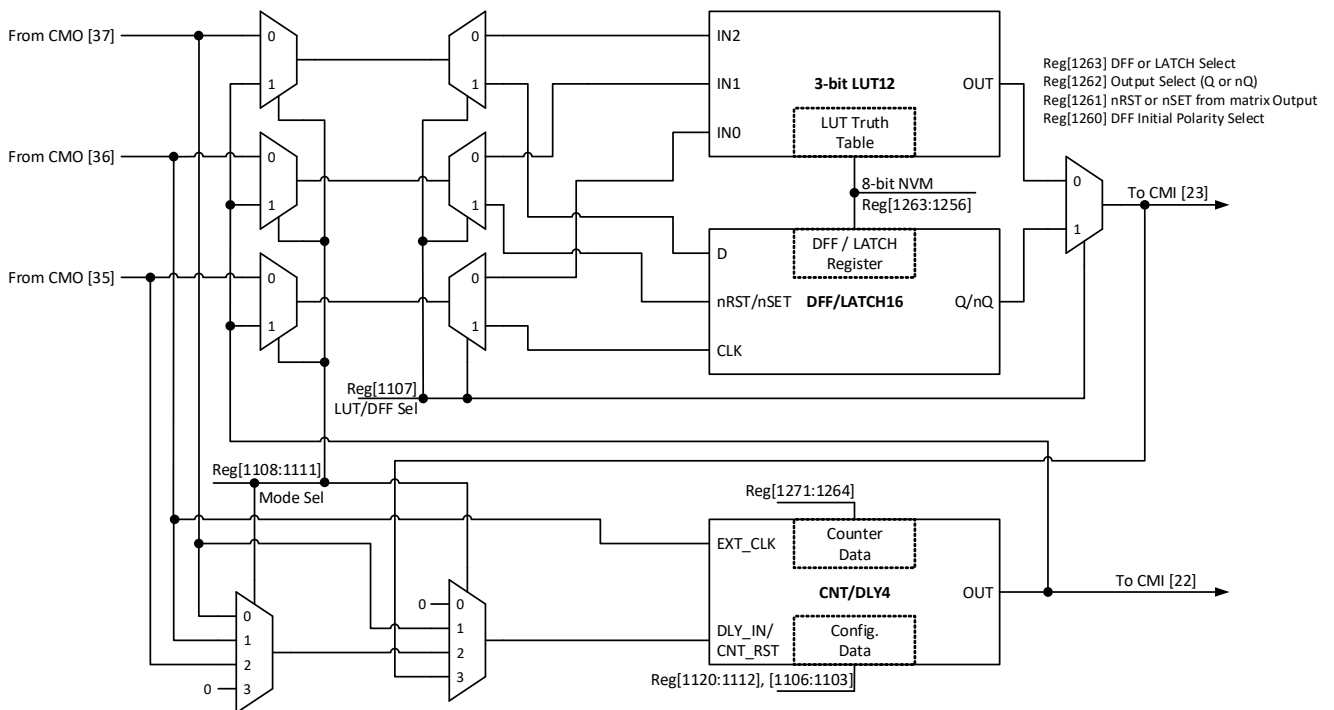 From CMO [37]
0
1
0
1
IN2
IN1
IN0
3-bit LUT12
LUT Truth
Table
OUT
Reg[1263] DFF or LATCH Select
Reg[1262] Output Select (Q or nQ)
Reg[1261] nRST or nSET from matrix Output
Reg[1260] DFF Initial Polarity Select
From CMO [36]
0
1
0
1
8-bit NVM
Reg[1263:1256]
0
1
To CMI [23]
From CMO [35]
0
1
0
1
D
nRST/nSET
CLK
DFF / LATCH
Register
DFF/LATCH16
Q/nQ
Reg[1107]
LUT/DFF Sel
Reg[1108:1111]
Mode Sel
Reg[1271:1264]
EXT_CLK
Counter
Data
CNT/DLY4
OUT
To CMI [22]
DLY_IN/
CNT_RST
Config.
Data
Reg[1120:1112], [1106:1103]
0
1
2
0
3
0
0
1
2
3